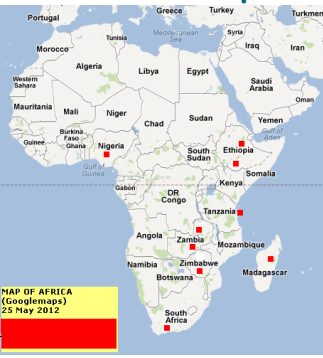 Greece
Turkey
Turkmen
Portugal
Mediterranean
Sea
Tunisia
Syria
Iraq
Iran
Morocco
Algeria
Libya
Egypt
Western
Sahara
Saudi
Arabia
Oman
Mauritania
Mali
Niger
Chad
Sudan
Yemen
Gulf of
Aden
Burkina
Faso
Guinee
Ghana
Nigeria
South
Sudan
Ethiopia
Gulf of
Guinea
Somalia
Kenya
Gabon
DR
Congo
Tanzania
Angola
Zambia
Mozambique
Namibia
Zimbabwe
Botswana
Madagascar
South
Africa
MAP OF AFRICA
(Googlemaps)
25 May 2012